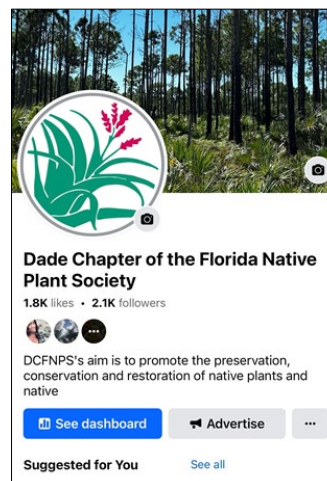 Dade Chapter of the Florida Native
Plant Society
1.8K likes • 2.1K followers
DCFNPS's aim is to promote the preservation,
conservation and restoration of native plants and
native
See dashboard
Advertise
Suggested for You
See all